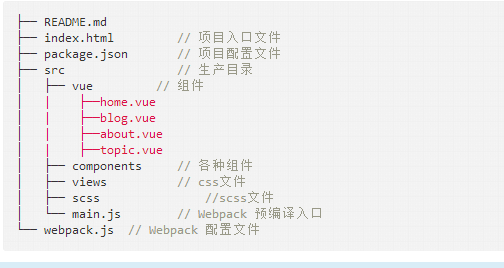 ├── README.md
├── index.html         // 项目入口文件
├── package.json       // 项目配置文件
├── src                // 生产目录
│   ├── vue         // 组件
│   │   ├──home.vue
│   │   ├──blog.vue
│   │   ├──about.vue
│   │   ├──topic.vue
│   ├── components     // 各种组件
│   ├── views          // css文件
│   ├── scss               //scss文件
│   └── main.js        // Webpack 预编译入口
└── webpack.js  // Webpack 配置文件